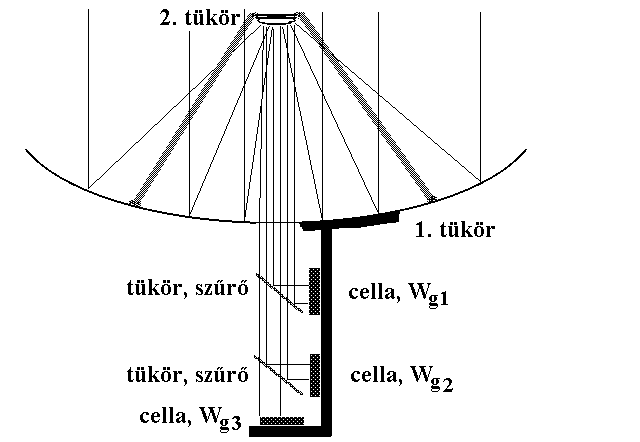 2. tükör
1. tükör
tükör, szűrő
cella, Wg1
tükör, szűrő
cella, Wg2
cella, Wg3